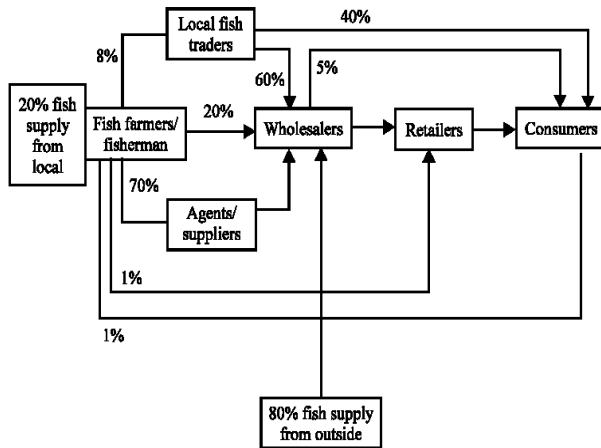 Local fish
traders
40%
8%
60%
5%
20% fish
supply
from
local
Fish farmers/
fisherman
20%
Wholesalers
Retailers
Consumers
70%
Agents/
suppliers
1%
1%
80% fish supply
from outside